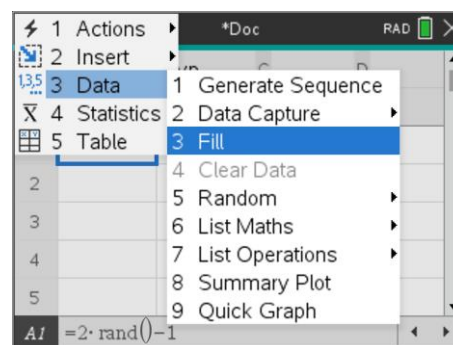 1 Actions
*Doc
RAD
2 Insert
3 Data
4 Statistics
5 Table
1 Generate Sequence
2 Data Capture
3 Fill
4 Clear Data
5 Random
6 List Maths
7 List Operations
8 Summary Plot
9 Quick Graph
2
3
4
5
A1 =2· rand()−1